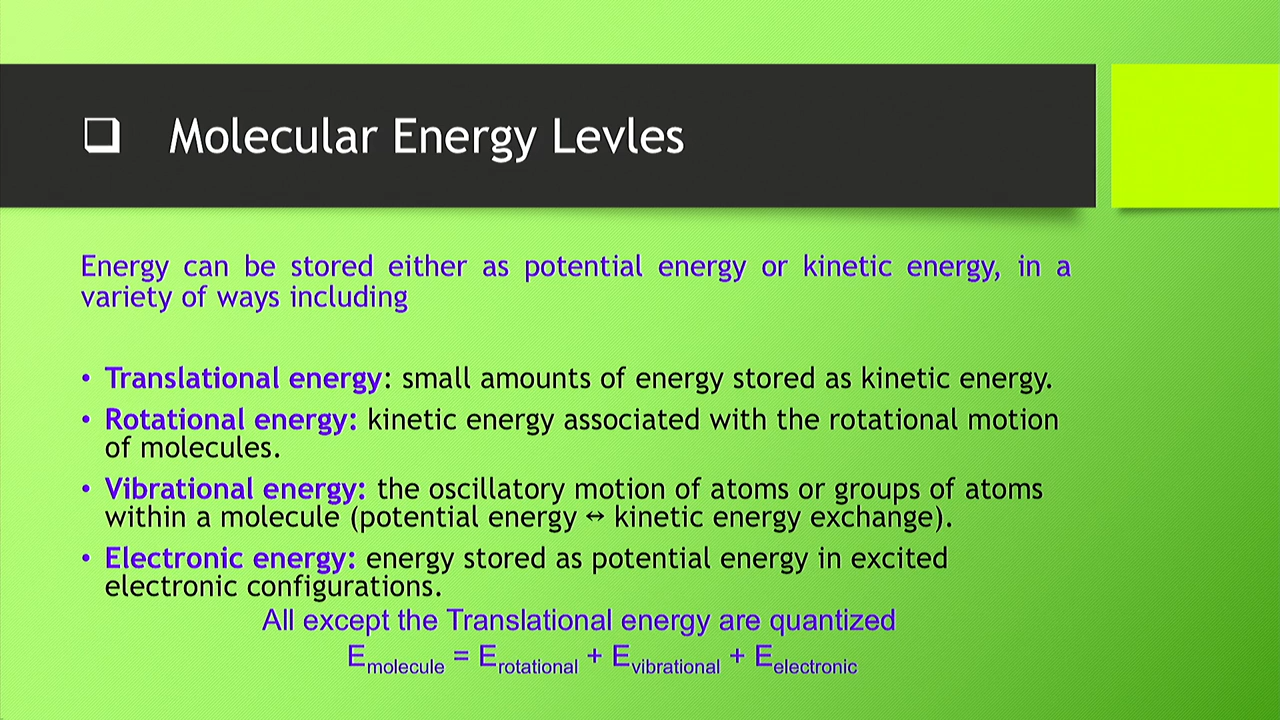 ❑ Molecular Energy Levles
Energy can be stored either as potential energy or kinetic energy, in a
variety of ways including
• Translational energy: small amounts of energy stored as kinetic energy.
• Rotational energy: kinetic energy associated with the rotational motion
of molecules.
• Vibrational energy: the oscillatory motion of atoms or groups of atoms
within a molecule (potential energy ↔ kinetic energy exchange).
• Electronic energy: energy stored as potential energy in excited
electronic configurations.
All except the Translational energy are quantized
Emolecule = Erotational + Evibrational + Eelectronic